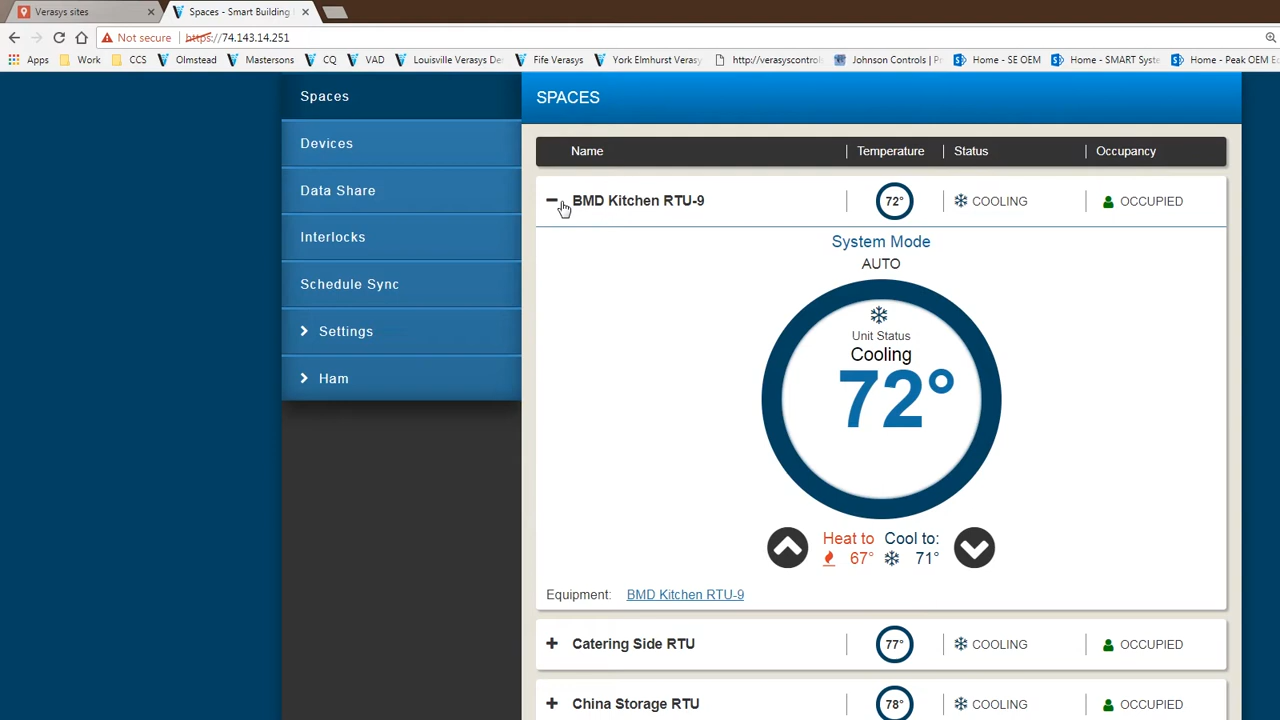 Verasys sites
Spaces - Smart Building
Not secure | https://74.143.14.251
Apps Work CCS Olmstead Mastersons CQ VAD Louisville Verasys De Fife Verasys York Elmhurst Verasy http://verasyscontrol Johnson Controls | Pr Home - SE OEM Home - SMART Syste Home - Peak OEM Ec
Spaces
Devices
Data Share
Interlocks
Schedule Sync
Settings
Ham
SPACES
Name Temperature Status Occupancy
BMD Kitchen RTU-9 72° COOLING OCCUPIED
System Mode
AUTO
Unit Status
Cooling
72°
Heat to Cool to:
67° 71°
Equipment: BMD Kitchen RTU-9
Catering Side RTU 77° COOLING OCCUPIED
China Storage RTU 78° COOLING OCCUPIED